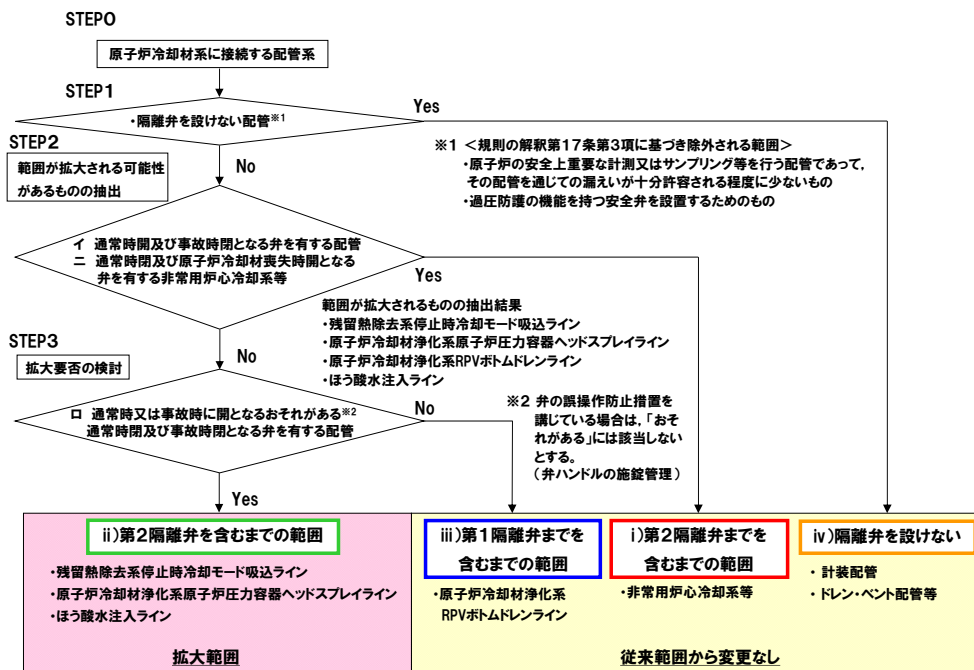 STEP0
原子炉冷却材系に接続する配管系
STEP1
・隔離弁を設けない配管※1
Yes
No
※1 <規則の解釈第17条第3項に基づき除外される範囲>
・原子炉の安全上重要な計測又はサンプリング等を行う配管であって,
その配管を通じての漏えいが十分許容される程度に少ないもの
・過圧防護の機能を持つ安全弁を設置するためのもの
STEP2
範囲が拡大される可能性
があるものの抽出
イ 通常時開及び事故時閉となる弁を有する配管
ニ 通常時閉及び原子炉冷却材喪失時開となる
弁を有する非常用炉心冷却系等
Yes
No
範囲が拡大されるものの抽出結果
・残留熱除去系停止時冷却モード吸込ライン
・原子炉冷却材浄化系原子炉圧力容器ヘッドスプレイライン
・原子炉冷却材浄化系RPVボトムドレンライン
・ほう酸水注入ライン
STEP3
拡大要否の検討
ロ 通常時又は事故時に開となるおそれがある※2
通常時閉及び事故時閉となる弁を有する配管
No
Yes
※2 弁の誤操作防止措置を
講じている場合は,「おそ
れがある」には該当しない
とする。
(弁ハンドルの施錠管理)
ii)第2隔離弁を含むまでの範囲
・残留熱除去系停止時冷却モード吸込ライン
・原子炉冷却材浄化系原子炉圧力容器ヘッドスプレイライン
・ほう酸水注入ライン
拡大範囲
iii)第1隔離弁までを
含むまでの範囲
・原子炉冷却材浄化系
RPVボトムドレンライン
i)第2隔離弁までを
含むまでの範囲
・非常用炉心冷却系等
iv)隔離弁を設けない
・ 計装配管
・ ドレン・ベント配管等
従来範囲から変更なし